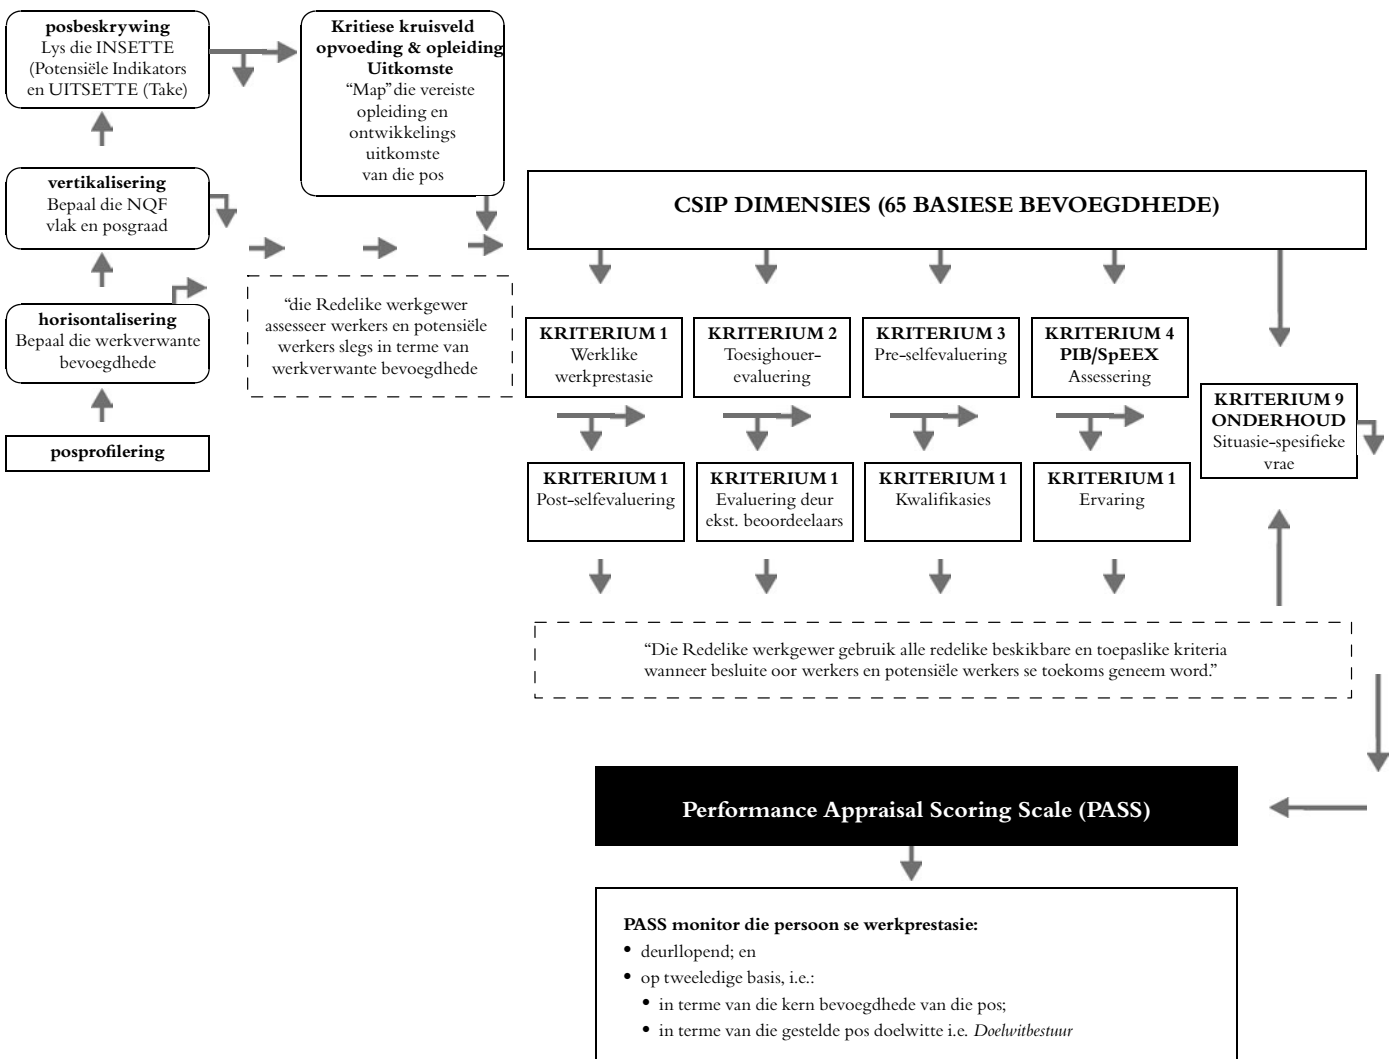 posbeskrywing
Lys die INSETTE
(Potensiële Indikators
en UITSETTE (Take)
Kritiese kruisveld
opvoeding & opleiding
Uitkomste
“Map” die vereiste
opleiding en
ontwikkelings
uitkomste
van die pos
vertikalisering
Bepaal die NQF
vlak en posgraad
horisontalisering
Bepaal die werkverwante
bevoegdhede
posprofilering
“die Redelike werkgewer
assesseer werkers en potensiële
werkers slegs in terme van
werkverwante bevoegdhede
CSIP DIMENSIES (65 BASIESE BEVOEGDHEDE)
KRITERIUM 1
Werklike
werkprestasie
KRITERIUM 2
Toesighouer-
evaluering
KRITERIUM 3
Pre-selfevaluering
KRITERIUM 4
PIB/SpEEX
Assessering
KRITERIUM 9
ONDERHOUD
Situasie-spesifieke
vrae
KRITERIUM 1
Post-selfevaluering
KRITERIUM 1
Evaluering deur
ekst. beoordeelaars
KRITERIUM 1
Kwalifikasies
KRITERIUM 1
Ervaring
“Die Redelike werkgewer gebruik alle redelike beskikbare en toepaslike kriteria
wanneer besluite oor werkers en potensiële werkers se toekoms geneem word.”
Performance Appraisal Scoring Scale (PASS)
PASS monitor die persoon se werkprestasie:
• deurllopend; en
• op tweeledige basis, i.e.:
• in terme van die kern bevoegdhede van die pos;
• in terme van die gestelde pos doelwitte i.e. Doelwitbestuur